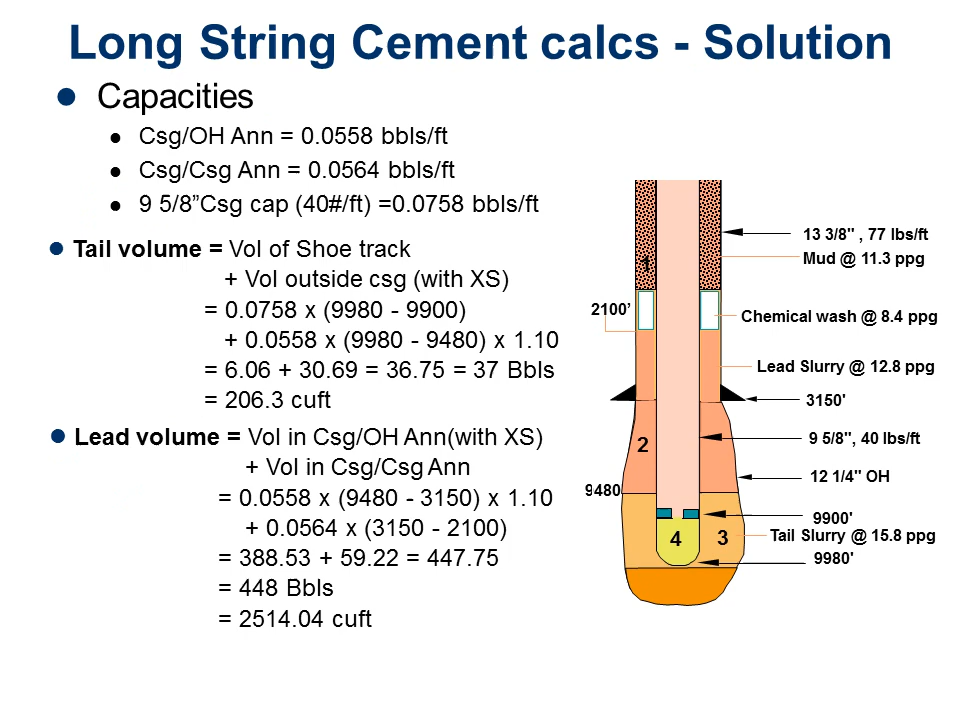 Long String Cement calcs - Solution
Capacities
Csg/OH Ann = 0.0558 bbls/ft
Csg/Csg Ann = 0.0564 bbls/ft
9 5/8”Csg cap (40#/ft) =0.0758 bbls/ft
Tail volume = Vol of Shoe track
+ Vol outside csg (with XS)
= 0.0758 x (9980 - 9900)
+ 0.0558 x (9980 - 9480) x 1.10
= 6.06 + 30.69 = 36.75 = 37 Bbls
= 206.3 cuft
Lead volume = Vol in Csg/OH Ann(with XS)
+ Vol in Csg/Csg Ann
= 0.0558 x (9480 - 3150) x 1.10
+ 0.0564 x (3150 - 2100)
= 388.53 + 59.22 = 447.75
= 448 Bbls
= 2514.04 cuft
13 3/8" , 77 lbs/ft
1
Mud @ 11.3 ppg
2100’
Chemical wash @ 8.4 ppg
Lead Slurry @ 12.8 ppg
3150'
2
9 5/8", 40 lbs/ft
12 1/4" OH
9480
9900'
4
3
Tail Slurry @ 15.8 ppg
9980'